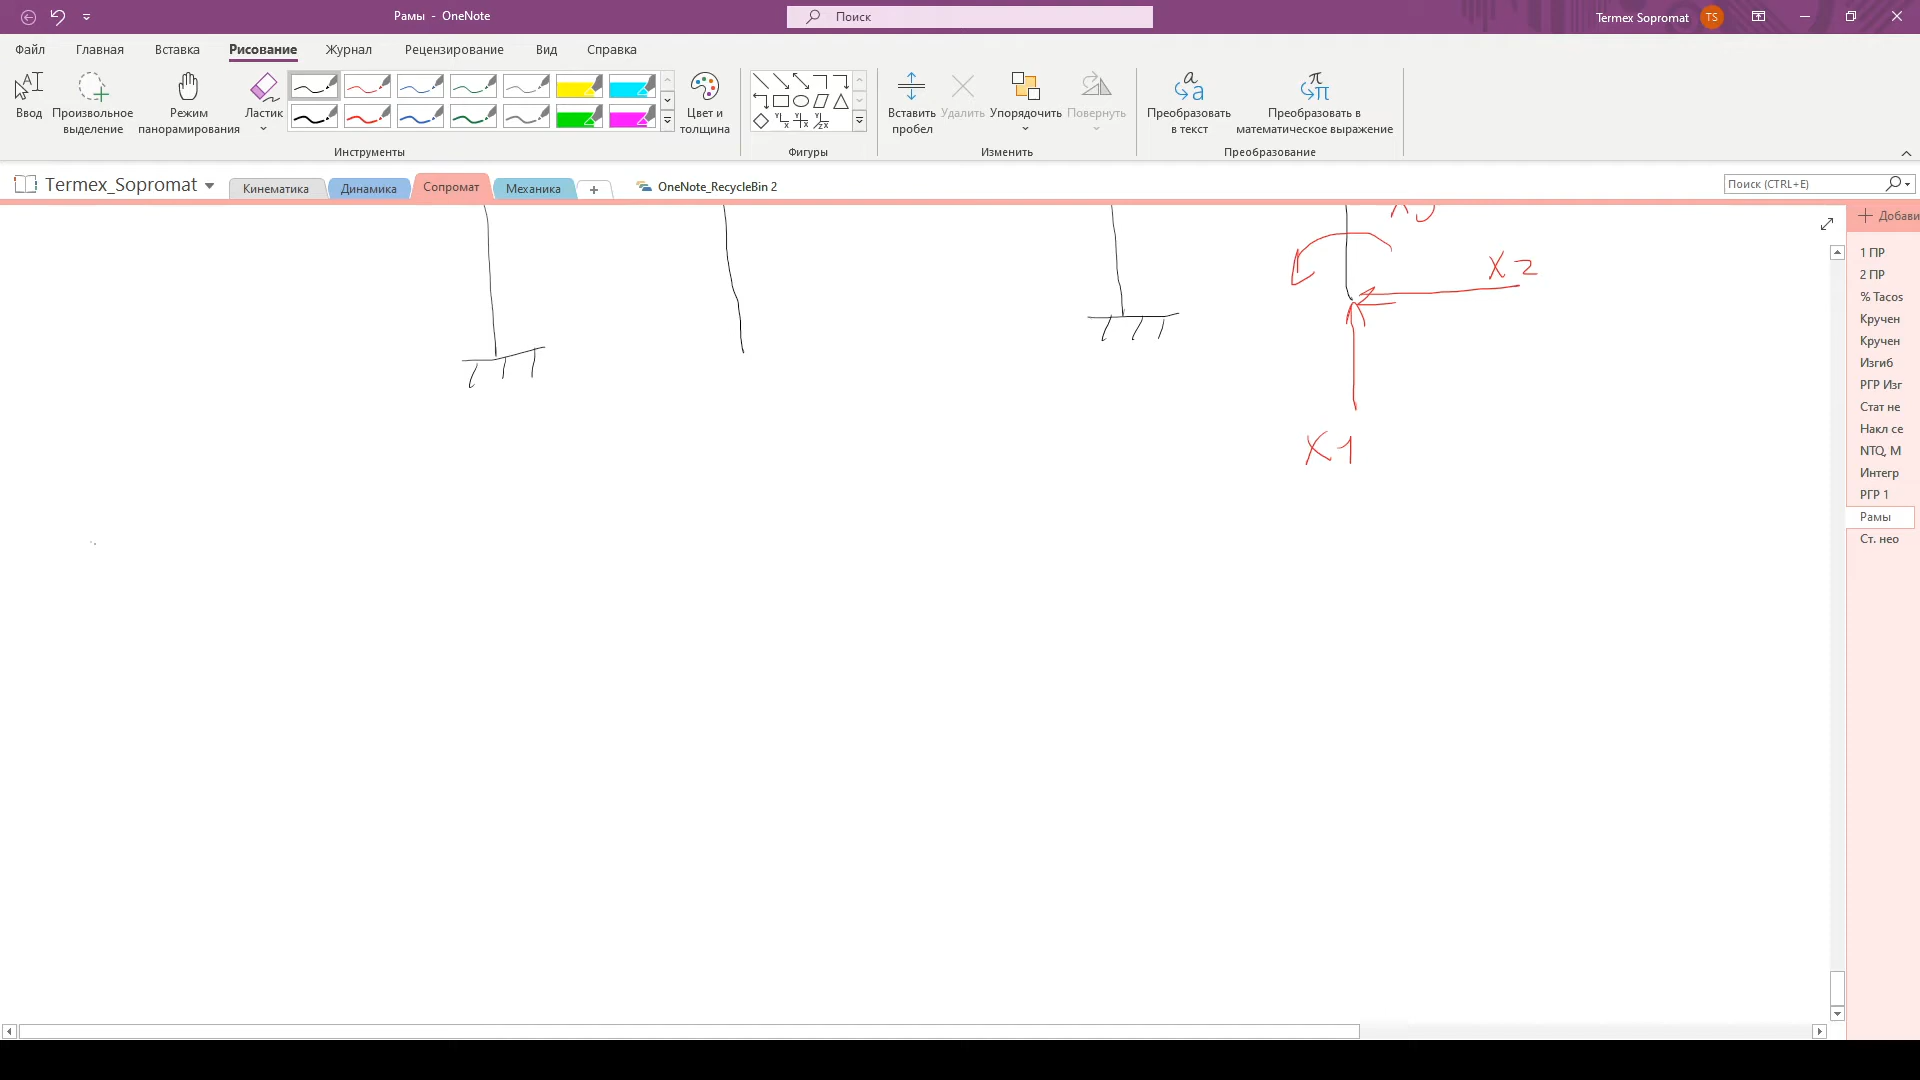 Рамы - OneNote
Поиск
Termex Sopromat
TS
Файл
Главная
Вставка
Рисование
Журнал
Рецензирование
Вид
Справка
Ввод
Произвольное выделение
Режим панорамирования
Ластик
Цвет и толщина
Вставить пробел
Удалить
Упорядочить
Повернуть
Преобразовать в текст
Преобразовать в математическое выражение
Инструменты
Фигуры
Изменить
Преобразование
Termex_Sopromat
Кинематика
Динамика
Сопромат
Механика
OneNote_RecycleBin 2
Поиск (CTRL+E)
Добави
1 ПР
2 ПР
% Tacos
Кручен
Кручен
Изгиб
РГР Изг
Стат не
Накл се
NTQ, M
Интегр
РГР 1
Рамы
Ст. нео
X2
X1